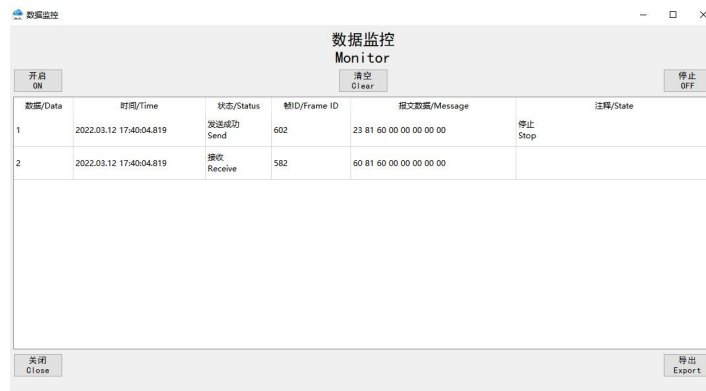 数据监控
数据监控
Monitor
开启
ON
清空
Clear
停止
OFF
数据/Data 时间/Time 状态/Status 帧ID/Frame ID 报文数据/Message 注释/State
1 2022.03.12 17:40:04.819 发送成功
Send 602 23 81 60 00 00 00 00 00 停止
Stop
2 2022.03.12 17:40:04.819 接收
Receive 582 60 81 60 00 00 00 00 00
关闭
Close
导出
Export